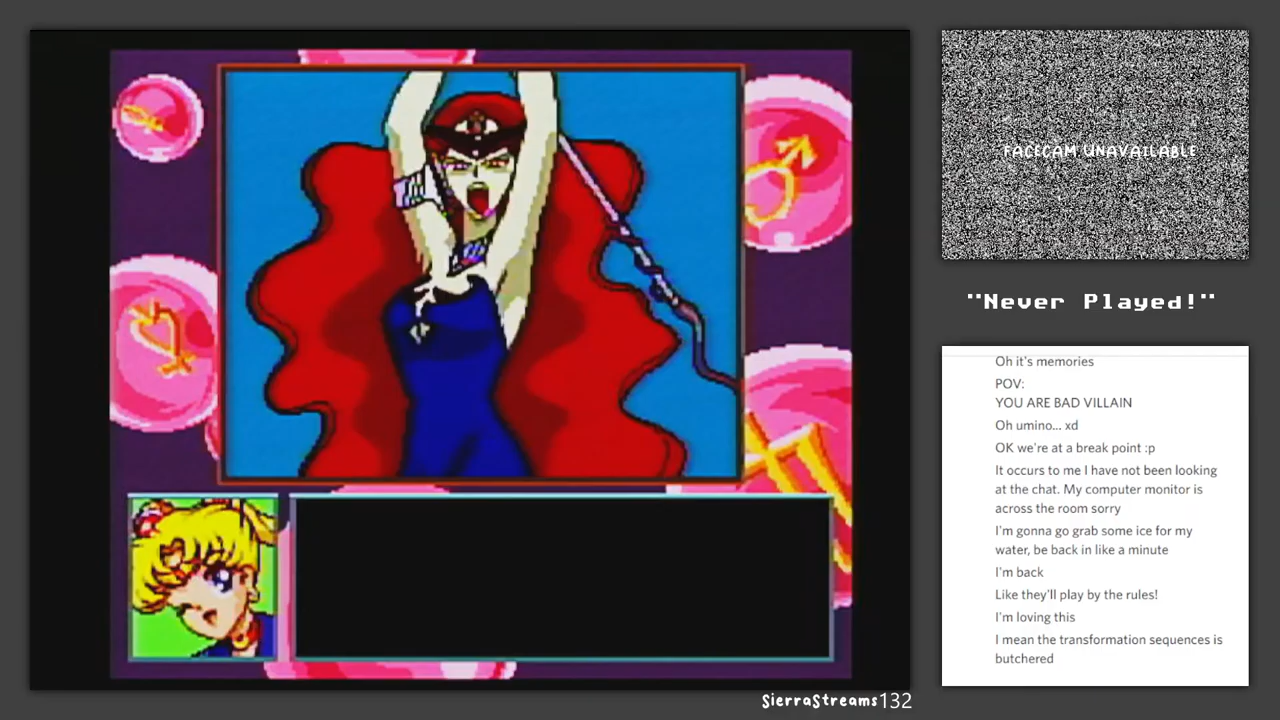 FACECAM UNAVAILABLE
"Never Played!"
Oh it's memories
POV:
YOU ARE BAD VILLAIN
Oh umino... xd
OK we're at a break point :p
It occurs to me I have not been looking
at the chat. My computer monitor is
across the room sorry
I'm gonna go grab some ice for my
water, be back in like a minute
I'm back
Like they'll play by the rules!
I'm loving this
I mean the transformation sequences is
butchered
SierraStreams132